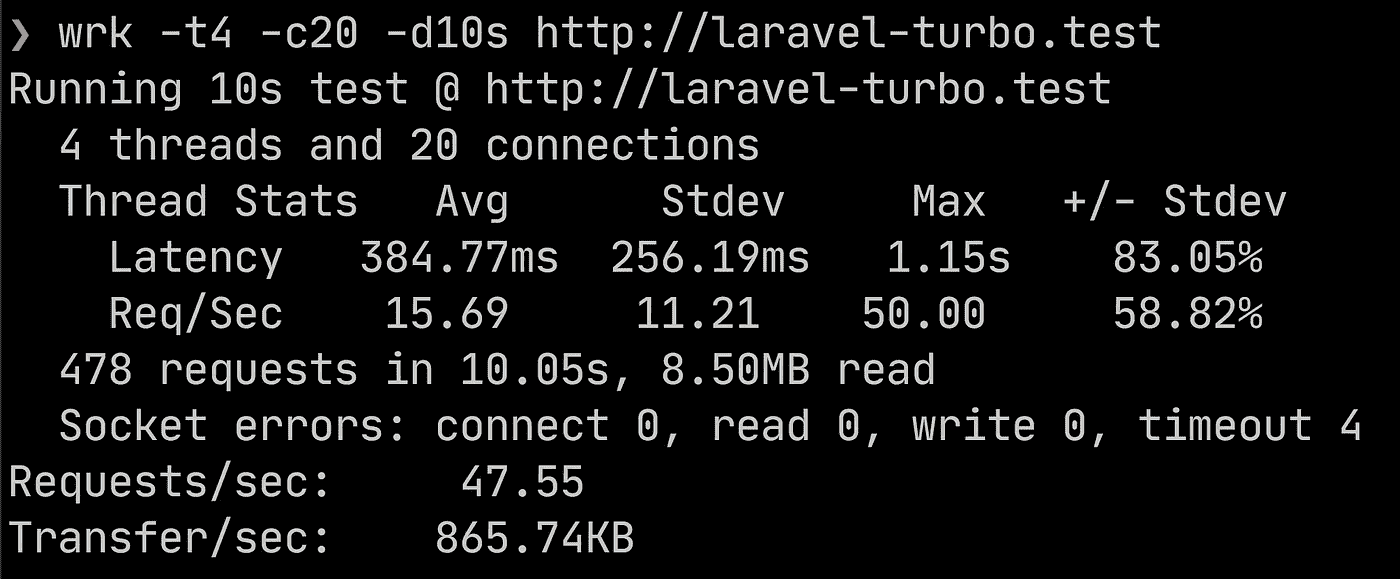 ❯ wrk -t4 -c20 -d10s http://laravel-turbo.test
Running 10s test @ http://laravel-turbo.test
  4 threads and 20 connections
  Thread Stats   Avg      Stdev     Max   +/- Stdev
    Latency   384.77ms  256.19ms   1.15s    83.05%
    Req/Sec    15.69     11.21    50.00     58.82%
  478 requests in 10.05s, 8.50MB read
  Socket errors: connect 0, read 0, write 0, timeout 4
Requests/sec:     47.55
Transfer/sec:    865.74KB